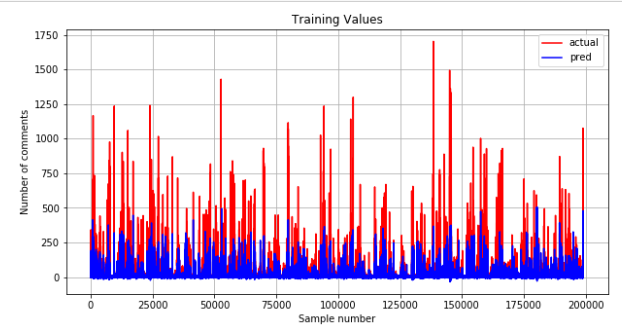 Training Values
actual
pred
Number of comments
1750
1500
1250
1000
750
500
250
0
0 25000 50000 75000 100000 125000 150000 175000 200000
Sample number